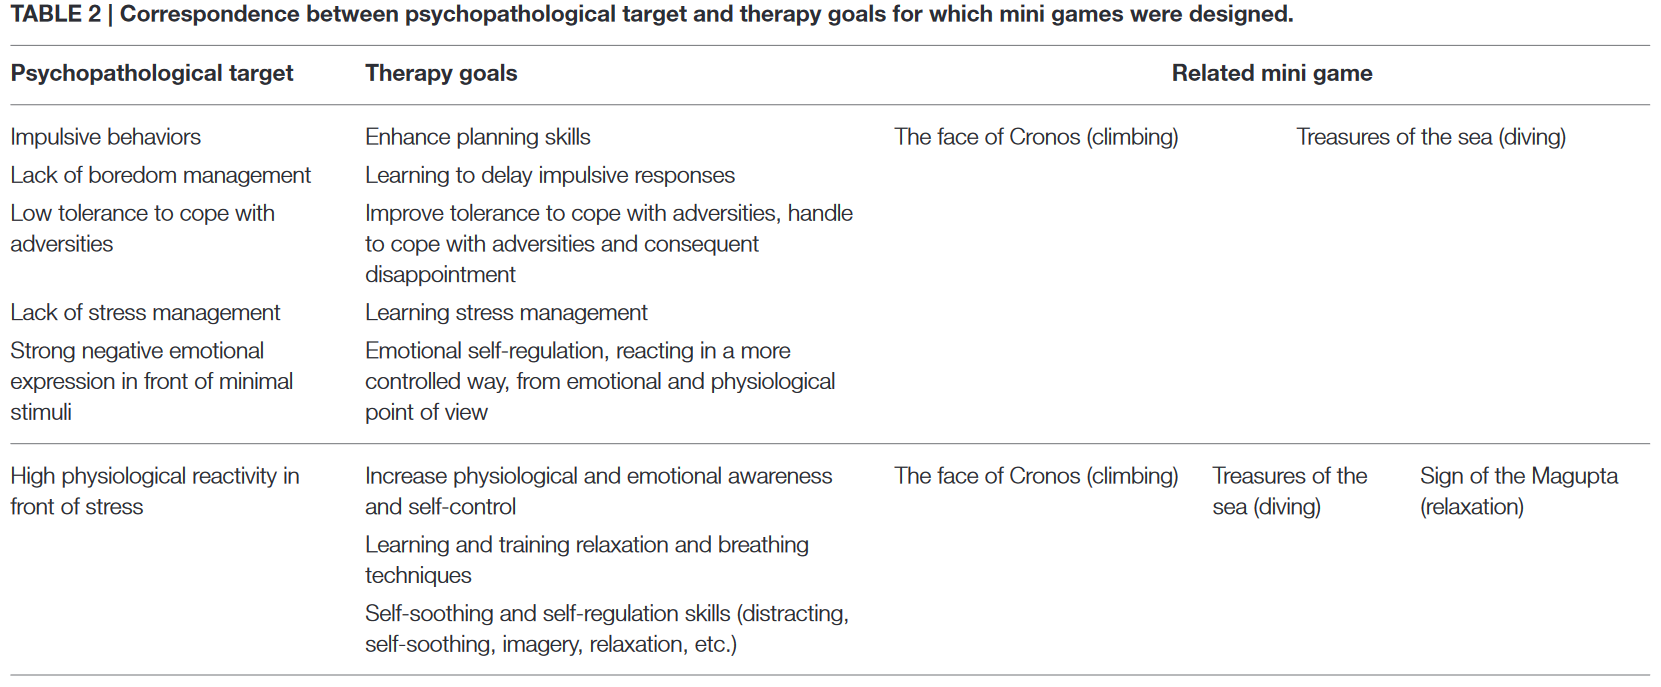 TABLE 2 | Correspondence between psychopathological target and therapy goals for which mini games were designed.
Psychopathological target Therapy goals Related mini game
Impulsive behaviors Enhance planning skills The face of Cronos (climbing) Treasures of the sea (diving)
Lack of boredom management Learning to delay impulsive responses
Low tolerance to cope with Improve tolerance to cope with adversities, handle
adversities to cope with adversities and consequent
disappointment
Lack of stress management Learning stress management
Strong negative emotional Emotional self-regulation, reacting in a more
expression in front of minimal controlled way, from emotional and physiological
stimuli point of view
High physiological reactivity in Increase physiological and emotional awareness The face of Cronos (climbing) Treasures of the Sign of the Magupta
front of stress and self-control sea (diving) (relaxation)
Learning and training relaxation and breathing
techniques
Self-soothing and self-regulation skills (distracting,
self-soothing, imagery, relaxation, etc.)